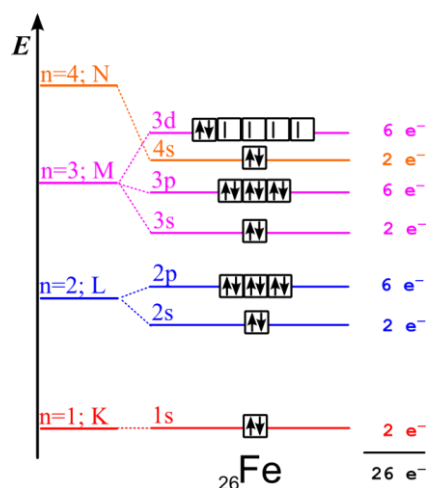 E
n=4; N
3d
6 e⁻
4s
2 e⁻
n=3; M
3p
6 e⁻
3s
2 e⁻
2p
6 e⁻
n=2; L
2s
2 e⁻
n=1; K
1s
2 e⁻
₂₆Fe
26 e⁻